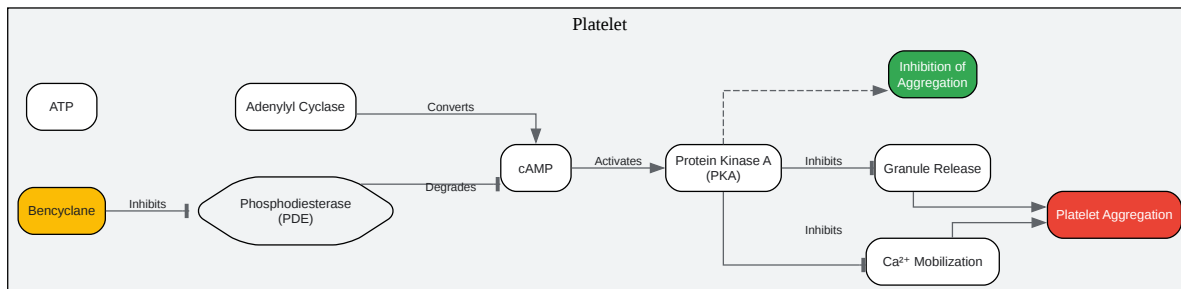 Platelet
Inhibition of
Aggregation
ATP
Adenylyl Cyclase
Converts
cAMP
Activates
Protein Kinase A
(PKA)
Inhibits
Granule Release
Bencyclane
Inhibits
Phosphodiesterase
(PDE)
Degrades
Platelet Aggregation
Inhibits
Ca²⁺ Mobilization